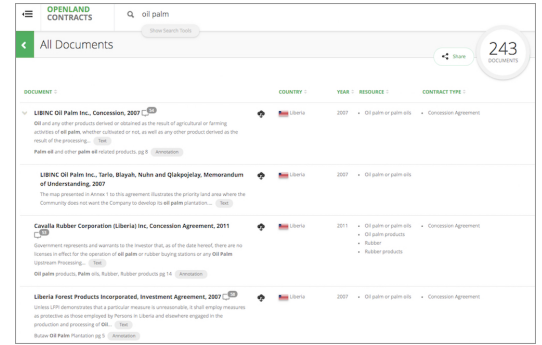 OPENLAND
CONTRACTS
oil palm
Show Search Tools
All Documents
Share
243
DOCUMENTS
DOCUMENT
COUNTRY
YEAR
RESOURCE
CONTRACT TYPE
LIBINC Oil Palm Inc., Concession, 2007
Liberia
2007
Oil palm or palm oils
Concession Agreement
Oil and any other products derived or obtained as the result of agricultural or farming
activities of oil palm, whether cultivated or not, as well as any other product derived as the
result of the processing... Text
Palm oil and other palm oil related products. pg 8 Annotation
LIBINC Oil Palm Inc., Tarlo, Blayah, Nuhn and Qlakpojelay, Memorandum
of Understanding, 2007
Liberia
2007
Oil palm or palm oils
The map presented in Annex 1 to this agreement illustrates the priority land area where the
Community does not want the Company to develop its oil palm plantation.... Text
Cavalla Rubber Corporation (Liberia) Inc, Concession Agreement, 2011
Liberia
2011
Oil palm or palm oils
Oil palm products
Rubber
Rubber products
Concession Agreement
Government represents and warrants to the Investor that, as of the date hereof, there are no
licenses in effect for the operation of oil palm or rubber buying stations or any Oil Palm
Upstream Processing... Text
Oil palm products, Palm oils, Rubber, Rubber products pg 14 Annotation
Liberia Forest Products Incorporated, Investment Agreement, 2007
Liberia
2007
Oil palm or palm oils
Concession Agreement
Unless LFPI demonstrates that a particular measure is unreasonable, it shall employ measures
as protective as those employed by Persons in Liberia and elsewhere engaged in the
production and processing of Oil... Text
Butaw Oil Palm Plantation pg 5 Annotation